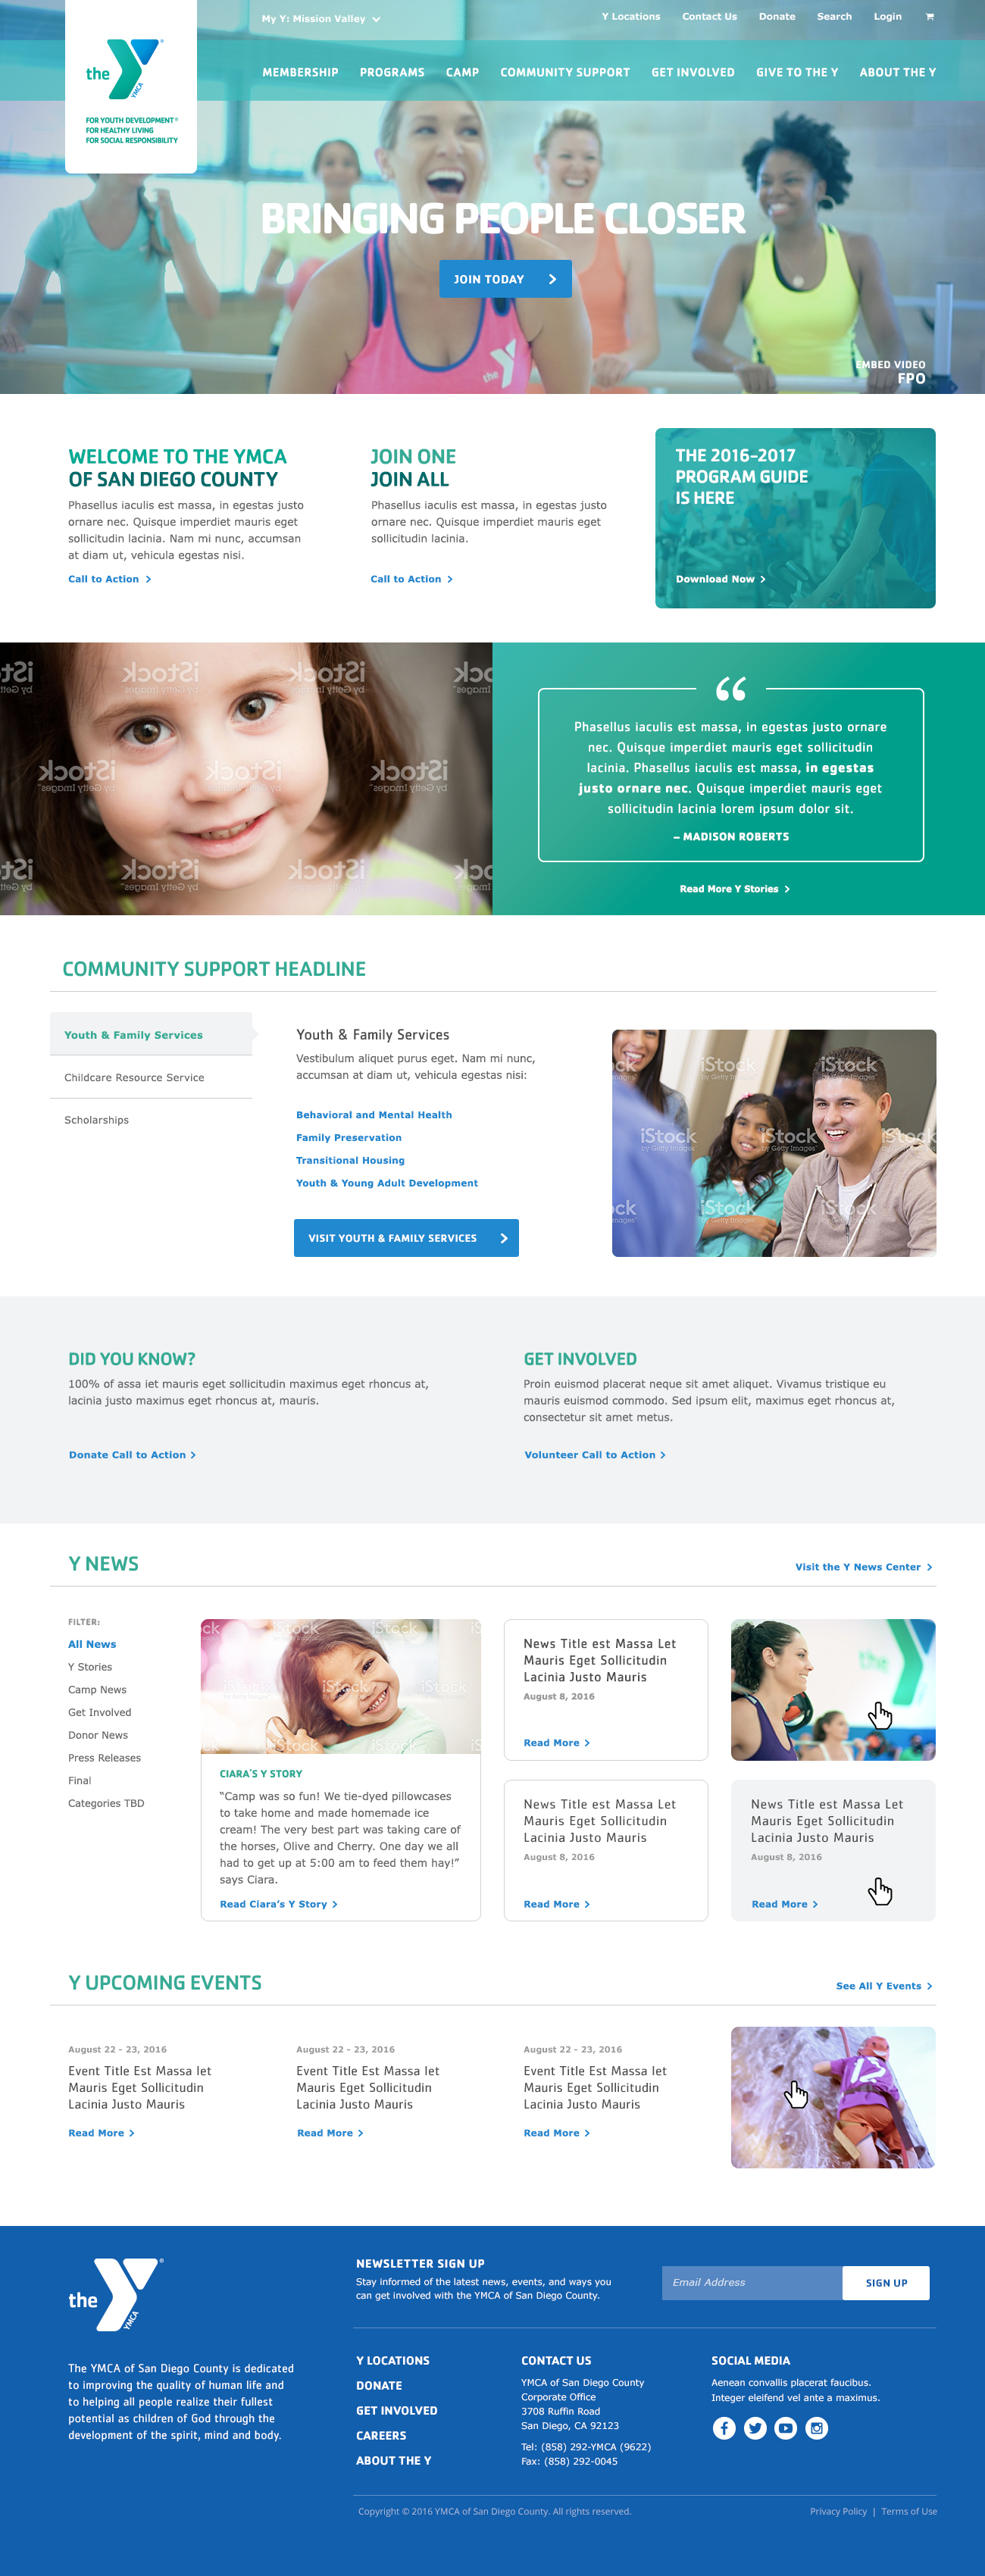 My Y: Mission Valley
Y Locations Contact Us Donate Search Login
the Y
YMCA
FOR YOUTH DEVELOPMENT®
FOR HEALTHY LIVING
FOR SOCIAL RESPONSIBILITY
MEMBERSHIP PROGRAMS CAMP COMMUNITY SUPPORT GET INVOLVED GIVE TO THE Y ABOUT THE Y
BRINGING PEOPLE CLOSER
JOIN TODAY
the
EMBED VIDEO
FPO
WELCOME TO THE YMCA
OF SAN DIEGO COUNTY
Phasellus iaculis est massa, in egestas justo
ornare nec. Quisque imperdiet mauris eget
sollicitudin lacinia. Nam mi nunc, accumsan
at diam ut, vehicula egestas nisi.
Call to Action
JOIN ONE
JOIN ALL
Phasellus iaculis est massa, in egestas justo
ornare nec. Quisque imperdiet mauris eget
sollicitudin lacinia.
Call to Action
THE 2016-2017
PROGRAM GUIDE
IS HERE
Download Now
iStock
by Getty Images
“
Phasellus iaculis est massa, in egestas justo ornare
nec. Quisque imperdiet mauris eget sollicitudin
lacinia. Phasellus iaculis est massa, in egestas
justo ornare nec. Quisque imperdiet mauris eget
sollicitudin lacinia lorem ipsum dolor sit.
– MADISON ROBERTS
Read More Y Stories
COMMUNITY SUPPORT HEADLINE
Youth & Family Services
Childcare Resource Service
Scholarships
Youth & Family Services
Vestibulum aliquet purus eget. Nam mi nunc,
accumsan at diam ut, vehicula egestas nisi:
Behavioral and Mental Health
Family Preservation
Transitional Housing
Youth & Young Adult Development
VISIT YOUTH & FAMILY SERVICES
iStock
by Getty Images
DID YOU KNOW?
100% of assa iet mauris eget sollicitudin maximus eget rhoncus at,
lacinia justo maximus eget rhoncus at, mauris.
Donate Call to Action
GET INVOLVED
Proin euismod placerat neque sit amet aliquet. Vivamus tristique eu
mauris euismod commodo. Sed ipsum elit, maximus eget rhoncus at,
consectetur sit amet metus.
Volunteer Call to Action
Y NEWS
Visit the Y News Center
FILTER:
All News
Y Stories
Camp News
Get Involved
Donor News
Press Releases
Final
Categories TBD
iStock
CIARA'S Y STORY
“Camp was so fun! We tie-dyed pillowcases
to take home and made homemade ice
cream! The very best part was taking care of
the horses, Olive and Cherry. One day we all
had to get up at 5:00 am to feed them hay!”
says Ciara.
Read Ciara’s Y Story
News Title est Massa Let
Mauris Eget Sollicitudin
Lacinia Justo Mauris
August 8, 2016
Read More
the
News Title est Massa Let
Mauris Eget Sollicitudin
Lacinia Justo Mauris
August 8, 2016
Read More
News Title est Massa Let
Mauris Eget Sollicitudin
Lacinia Justo Mauris
August 8, 2016
Read More
Y UPCOMING EVENTS
See All Y Events
August 22 - 23, 2016
Event Title Est Massa Iet
Mauris Eget Sollicitudin
Lacinia Justo Mauris
Read More
August 22 - 23, 2016
Event Title Est Massa Iet
Mauris Eget Sollicitudin
Lacinia Justo Mauris
Read More
August 22 - 23, 2016
Event Title Est Massa Iet
Mauris Eget Sollicitudin
Lacinia Justo Mauris
Read More
the Y
YMCA
The YMCA of San Diego County is dedicated
to improving the quality of human life and
to helping all people realize their fullest
potential as children of God through the
development of the spirit, mind and body.
NEWSLETTER SIGN UP
Stay informed of the latest news, events, and ways you
can get involved with the YMCA of San Diego County.
Email Address
SIGN UP
Y LOCATIONS
DONATE
GET INVOLVED
CAREERS
ABOUT THE Y
CONTACT US
YMCA of San Diego County
Corporate Office
3708 Ruffin Road
San Diego, CA 92123
Tel: (858) 292-YMCA (9622)
Fax: (858) 292-0045
SOCIAL MEDIA
Aenean convallis placerat faucibus.
Integer eleifend vel ante a maximus.
Copyright © 2016 YMCA of San Diego County. All rights reserved.
Privacy Policy | Terms of Use